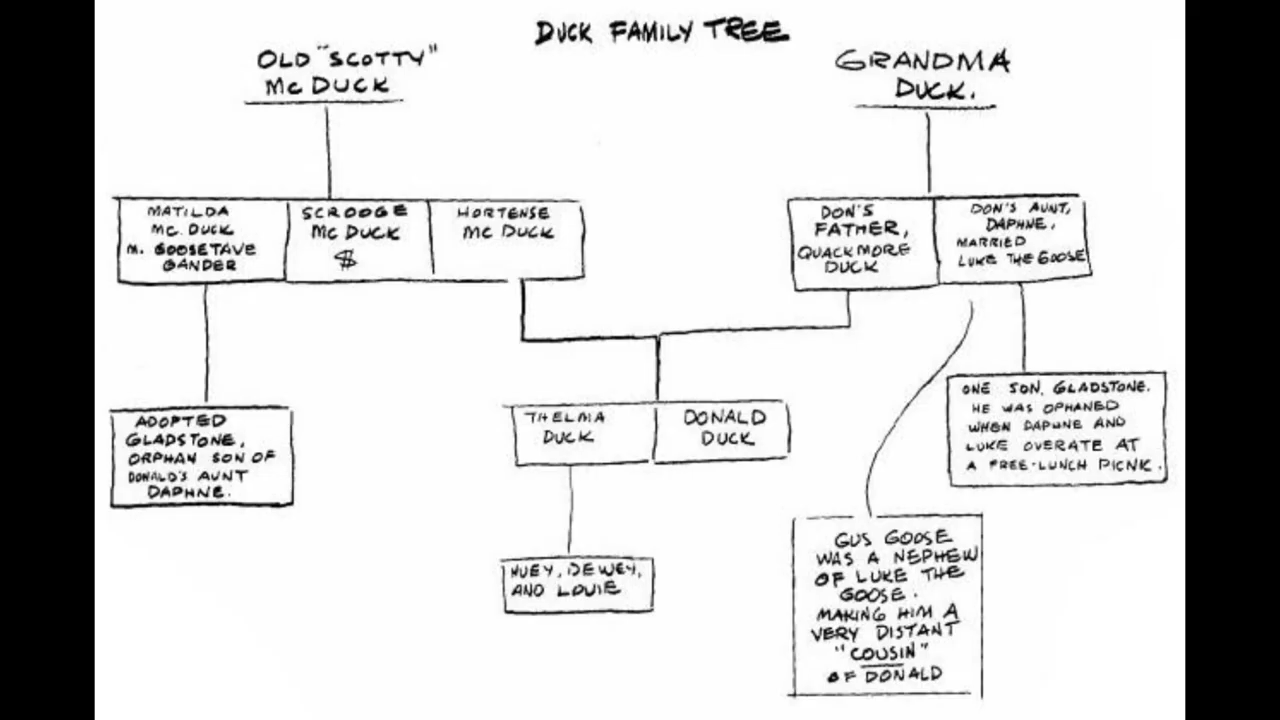 DUCK FAMILY TREE
OLD "SCOTTY"
Mc DUCK
GRANDMA
DUCK.
MATILDA
MC. DUCK
M. GOOSETAVE
GANDER
SCROOGE
MC DUCK
$
HORTENSE
MC DUCK
DON'S
FATHER,
QUACKMORE
DUCK
DON'S AUNT,
DAPHNE,
MARRIED
LUKE THE GOOSE
ADOPTED
GLADSTONE,
ORPHAN SON OF
DONALD'S AUNT
DAPHNE.
THELMA
DUCK
DONALD
DUCK
ONE SON, GLADSTONE.
HE WAS OPHANED
WHEN DAPHNE AND
LUKE OVERATE AT
A FREE-LUNCH PICNIC.
HUEY, DEWEY,
AND LOUIE
GUS GOOSE
WAS A NEPHEW
OF LUKE THE
GOOSE.
MAKING HIM A
VERY DISTANT
"COUSIN"
OF DONALD